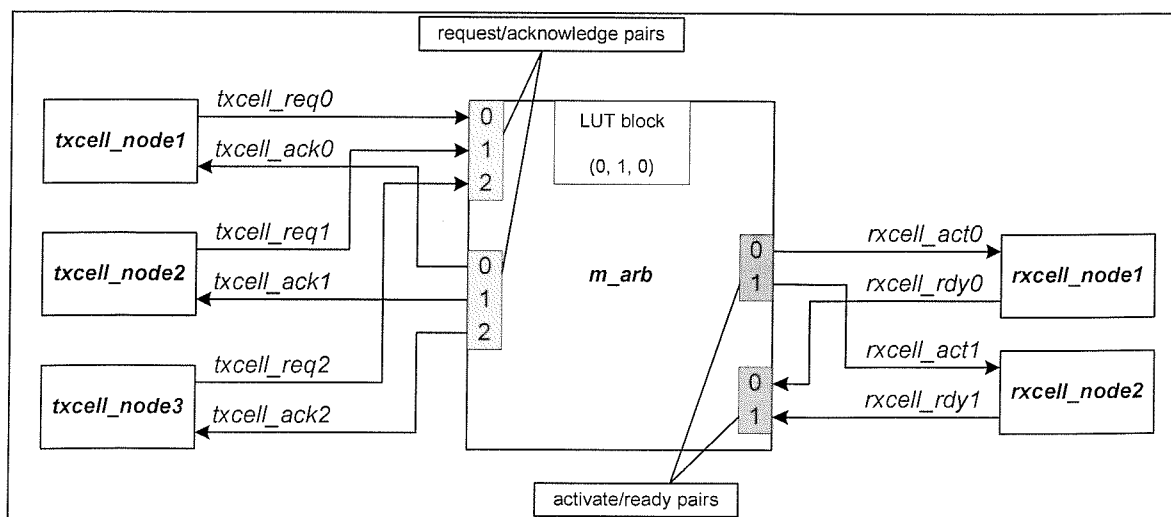 request/acknowledge pairs
txcell_node1
txcell_req0
txcell_ack0
txcell_node2
txcell_req1
txcell_ack1
txcell_node3
txcell_req2
txcell_ack2
0
1
2
0
1
2
LUT block
(0, 1, 0)
m_arb
0
1
0
1
rxcell_act0
rxcell_rdy0
rxcell_node1
rxcell_act1
rxcell_rdy1
rxcell_node2
activate/ready pairs